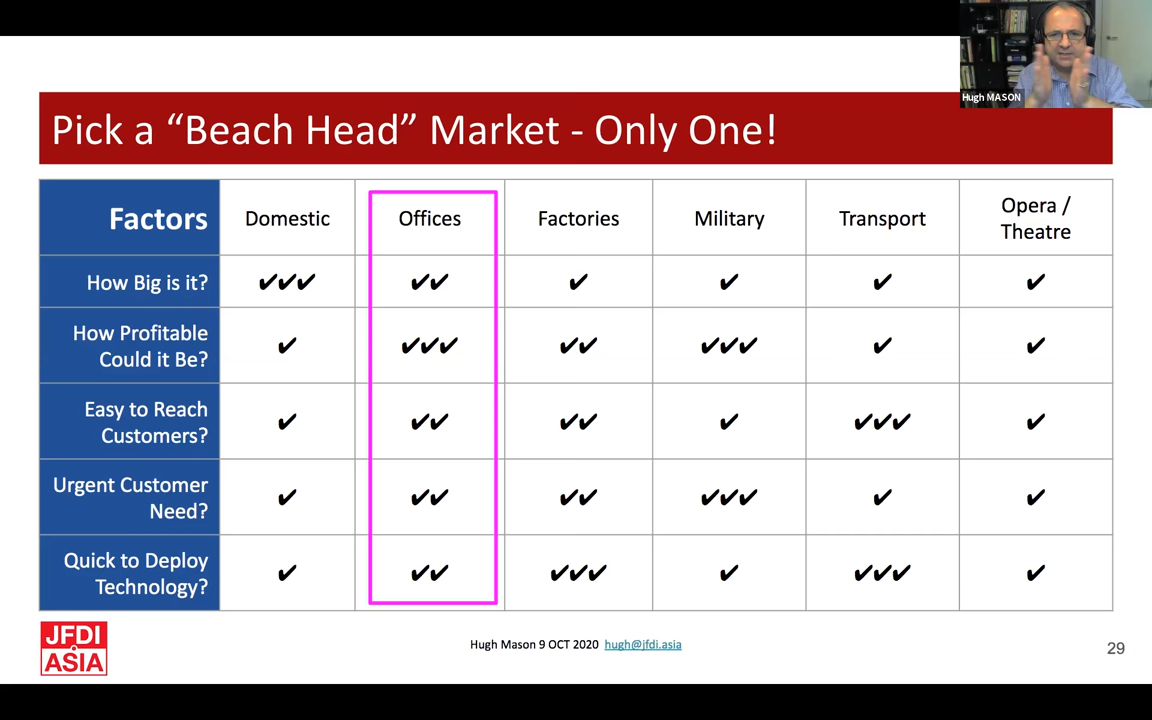 Hugh MASON
Pick a “Beach Head” Market - Only One!
Factors Domestic Offices Factories Military Transport Opera /
Theatre
How Big is it? ✔✔✔ ✔✔ ✔ ✔ ✔ ✔
How Profitable
Could it Be? ✔ ✔✔✔ ✔✔ ✔✔✔ ✔ ✔
Easy to Reach
Customers? ✔ ✔✔ ✔✔ ✔ ✔✔✔ ✔
Urgent Customer
Need? ✔ ✔✔ ✔✔ ✔✔✔ ✔ ✔
Quick to Deploy
Technology? ✔ ✔✔ ✔✔✔ ✔ ✔✔✔ ✔
JFDI
ASIA
Hugh Mason 9 OCT 2020 hugh@jfdi.asia
29